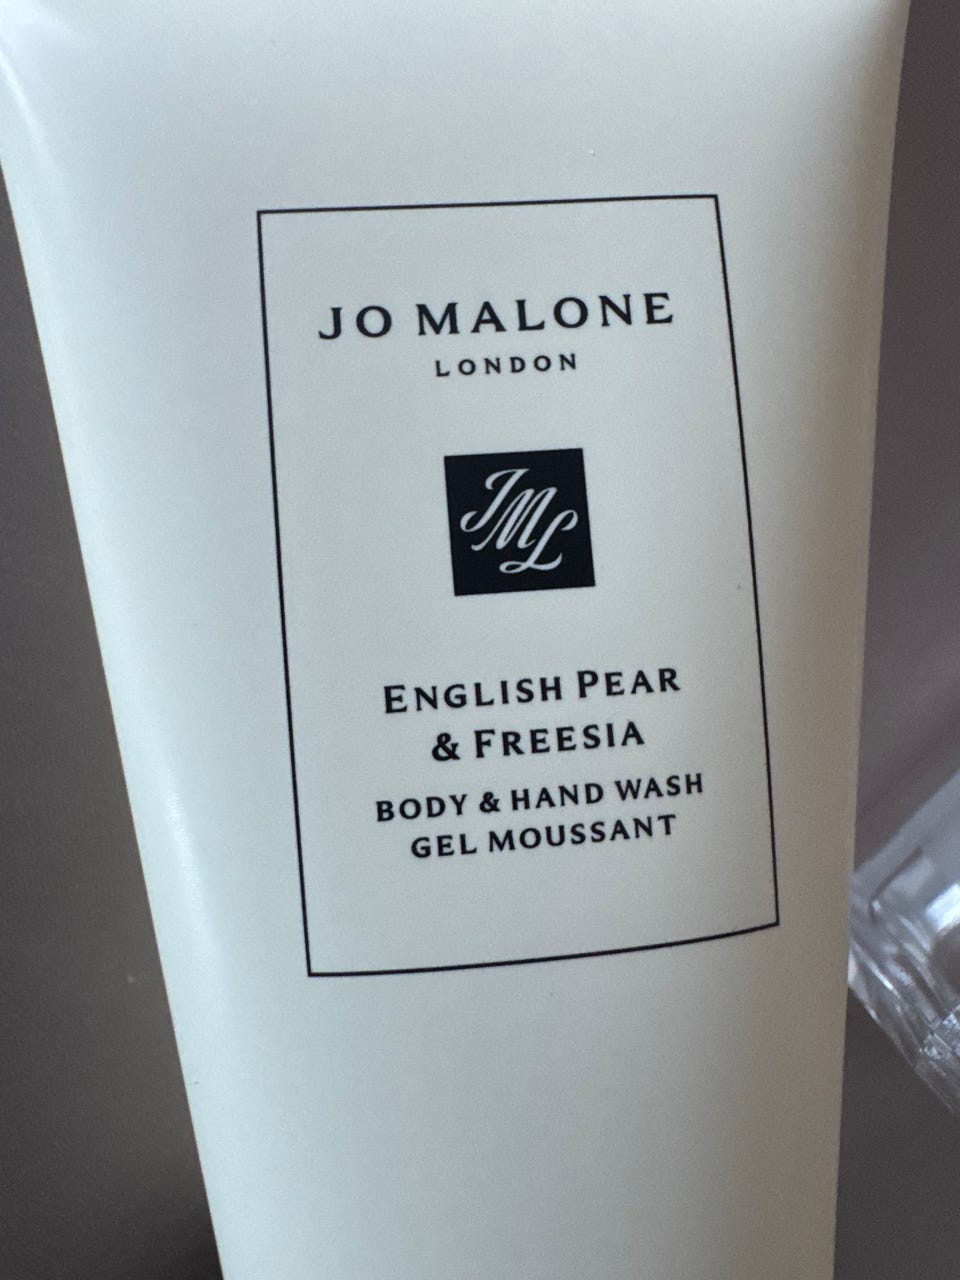 JO MALONE
LONDON
JML
ENGLISH PEAR
& FREESIA
BODY & HAND WASH
GEL MOUSSANT